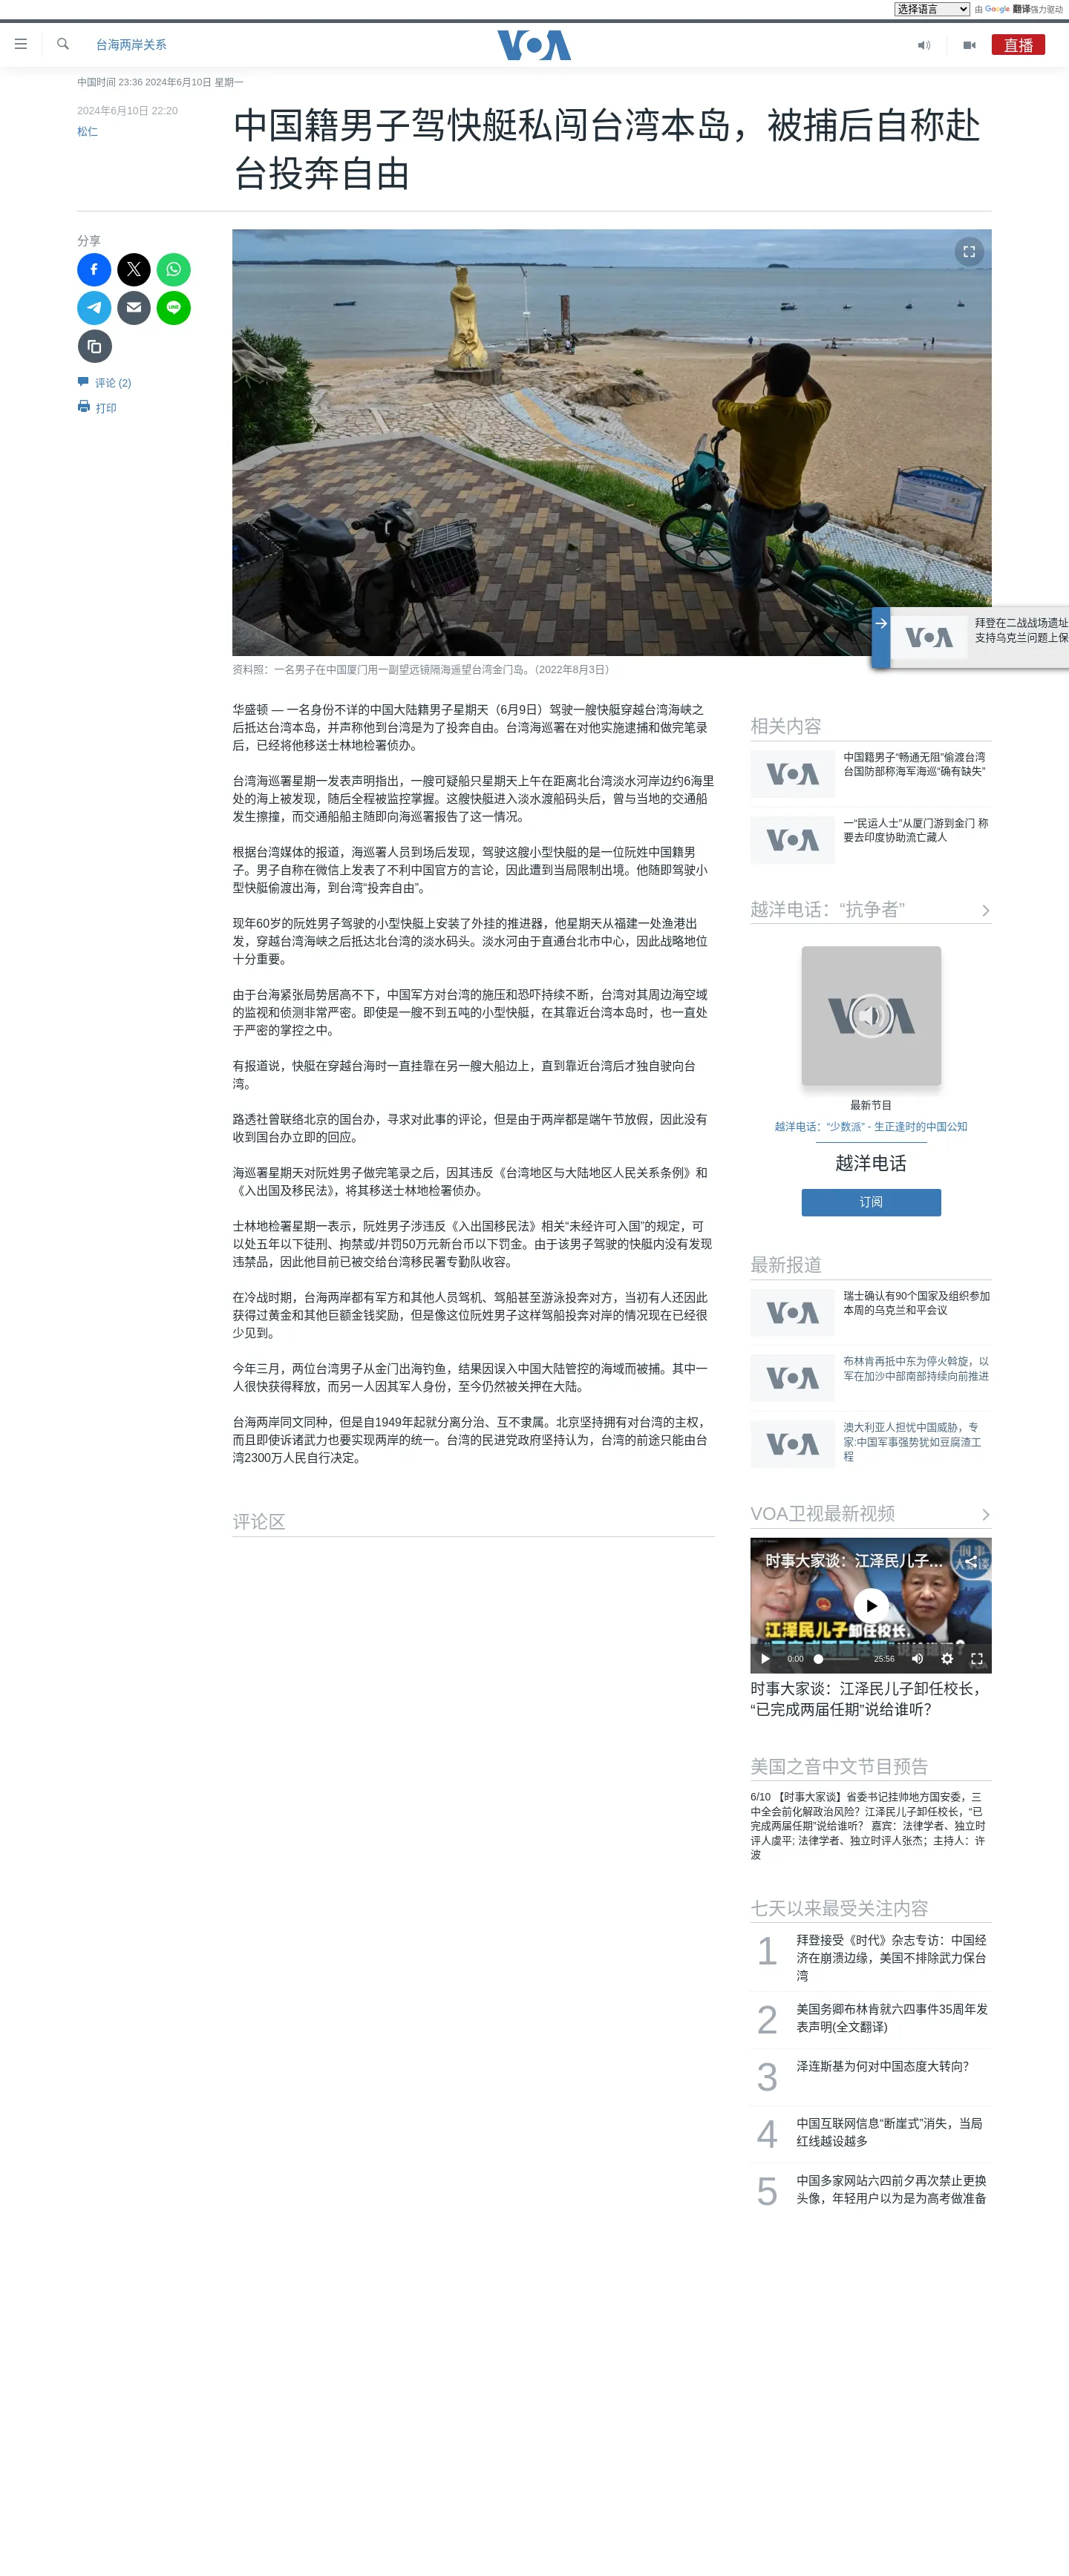 选择语言 由 Google 翻译强力驱动
台海两岸关系
VOA
直播
中国时间 23:36 2024年6月10日 星期一
2024年6月10日 22:20
松仁
中国籍男子驾快艇私闯台湾本岛，被捕后自称赴
台投奔自由
分享
评论 (2)
打印
拜登在二战战场遗址
支持乌克兰问题上保
资料照：一名男子在中国厦门用一副望远镜隔海遥望台湾金门岛。（2022年8月3日）
华盛顿 — 一名身份不详的中国大陆籍男子星期天（6月9日）驾驶一艘快艇穿越台湾海峡之
后抵达台湾本岛，并声称他到台湾是为了投奔自由。台湾海巡署在对他实施逮捕和做完笔录
后，已经将他移送士林地检署侦办。
台湾海巡署星期一发表声明指出，一艘可疑船只星期天上午在距离北台湾淡水河岸边约6海里
处的海上被发现，随后全程被监控掌握。这艘快艇进入淡水渡船码头后，曾与当地的交通船
发生擦撞，而交通船船主随即向海巡署报告了这一情况。
根据台湾媒体的报道，海巡署人员到场后发现，驾驶这艘小型快艇的是一位阮姓中国籍男
子。男子自称在微信上发表了不利中国官方的言论，因此遭到当局限制出境。他随即驾驶小
型快艇偷渡出海，到台湾“投奔自由”。
现年60岁的阮姓男子驾驶的小型快艇上安装了外挂的推进器，他星期天从福建一处渔港出
发，穿越台湾海峡之后抵达北台湾的淡水码头。淡水河由于直通台北市中心，因此战略地位
十分重要。
由于台海紧张局势居高不下，中国军方对台湾的施压和恐吓持续不断，台湾对其周边海空域
的监视和侦测非常严密。即使是一艘不到五吨的小型快艇，在其靠近台湾本岛时，也一直处
于严密的掌控之中。
有报道说，快艇在穿越台海时一直挂靠在另一艘大船边上，直到靠近台湾后才独自驶向台
湾。
路透社曾联络北京的国台办，寻求对此事的评论，但是由于两岸都是端午节放假，因此没有
收到国台办立即的回应。
海巡署星期天对阮姓男子做完笔录之后，因其违反《台湾地区与大陆地区人民关系条例》和
《入出国及移民法》，将其移送士林地检署侦办。
士林地检署星期一表示，阮姓男子涉违反《入出国移民法》相关“未经许可入国”的规定，可
以处五年以下徒刑、拘禁或/并罚50万元新台币以下罚金。由于该男子驾驶的快艇内没有发现
违禁品，因此他目前已被交给台湾移民署专勤队收容。
在冷战时期，台海两岸都有军方和其他人员驾机、驾船甚至游泳投奔对方，当初有人还因此
获得过黄金和其他巨额金钱奖励，但是像这位阮姓男子这样驾船投奔对岸的情况现在已经很
少见到。
今年三月，两位台湾男子从金门出海钓鱼，结果因误入中国大陆管控的海域而被捕。其中一
人很快获得释放，而另一人因其军人身份，至今仍然被关押在大陆。
台海两岸同文同种，但是自1949年起就分离分治、互不隶属。北京坚持拥有对台湾的主权，
而且即使诉诸武力也要实现两岸的统一。台湾的民进党政府坚持认为，台湾的前途只能由台
湾2300万人民自行决定。
评论区
相关内容
中国籍男子“畅通无阻”偷渡台湾
台国防部称海军海巡“确有缺失”
一“民运人士”从厦门游到金门 称
要去印度协助流亡藏人
越洋电话：“抗争者”
最新节目
越洋电话：“少数派” - 生正逢时的中国公知
越洋电话
订阅
最新报道
瑞士确认有90个国家及组织参加
本周的乌克兰和平会议
布林肯再抵中东为停火斡旋，以
军在加沙中部南部持续向前推进
澳大利亚人担忧中国威胁，专
家:中国军事强势犹如豆腐渣工
程
VOA卫视最新视频
时事大家谈：江泽民儿子…
江泽民儿子卸任校长，
“已完成两届任期”说给谁听？
0:00 25:56
时事大家谈：江泽民儿子卸任校长，
“已完成两届任期”说给谁听？
美国之音中文节目预告
6/10 【时事大家谈】省委书记挂帅地方国安委，三
中全会前化解政治风险？江泽民儿子卸任校长，“已
完成两届任期”说给谁听？ 嘉宾：法律学者、独立时
评人虞平; 法律学者、独立时评人张杰；主持人：许
波
七天以来最受关注内容
1 拜登接受《时代》杂志专访：中国经
济在崩溃边缘，美国不排除武力保台
湾
2 美国务卿布林肯就六四事件35周年发
表声明(全文翻译)
3 泽连斯基为何对中国态度大转向？
4 中国互联网信息“断崖式”消失，当局
红线越设越多
5 中国多家网站六四前夕再次禁止更换
头像，年轻用户以为是为高考做准备